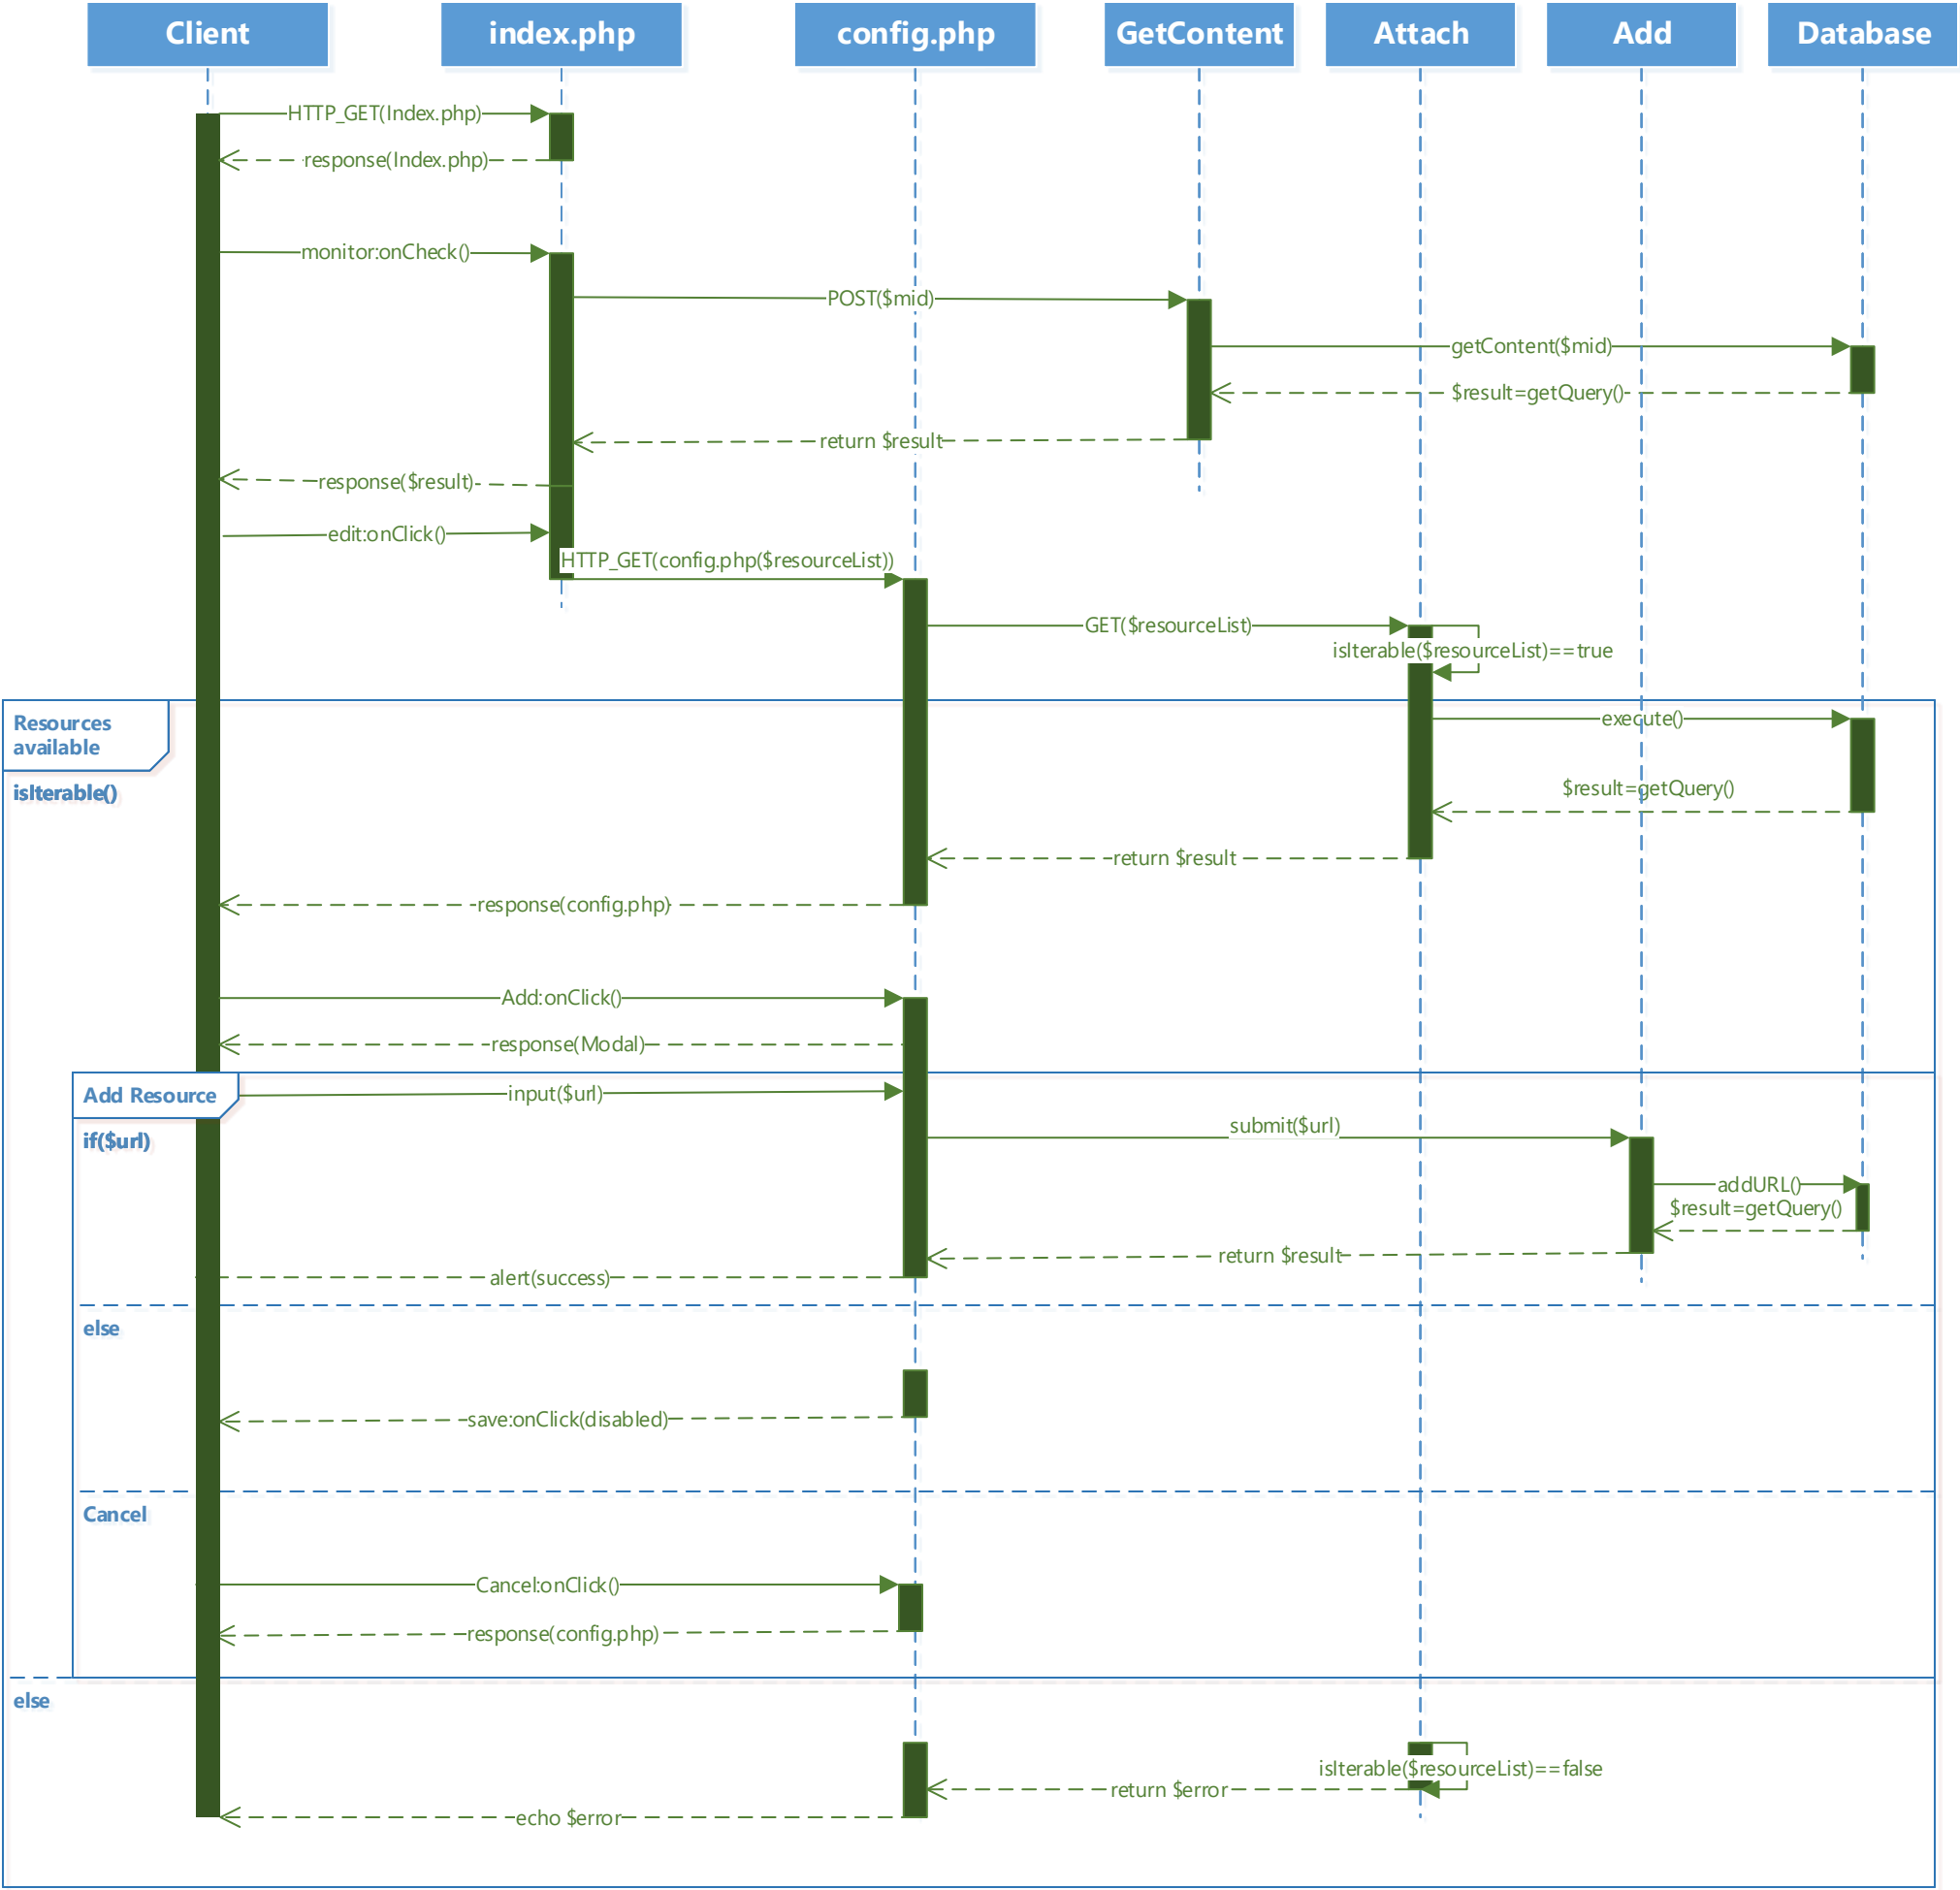 Client
index.php
config.php
GetContent
Attach
Add
Database
HTTP_GET(Index.php)
response(Index.php)
monitor:onCheck()
POST($mid)
getContent($mid)
$result=getQuery()
return $result
response($result)
edit:onClick()
HTTP_GET(config.php($resourceList))
GET($resourceList)
isIterable($resourceList)==true
Resources
available
execute()
isIterable()
$result=getQuery()
return $result
response(config.php)
Add:onClick()
response(Modal)
Add Resource
input($url)
submit($url)
if($url)
addURL()
$result=getQuery()
return $result
alert(success)
else
save:onClick(disabled)
Cancel
Cancel:onClick()
response(config.php)
else
isIterable($resourceList)==false
return $error
echo $error